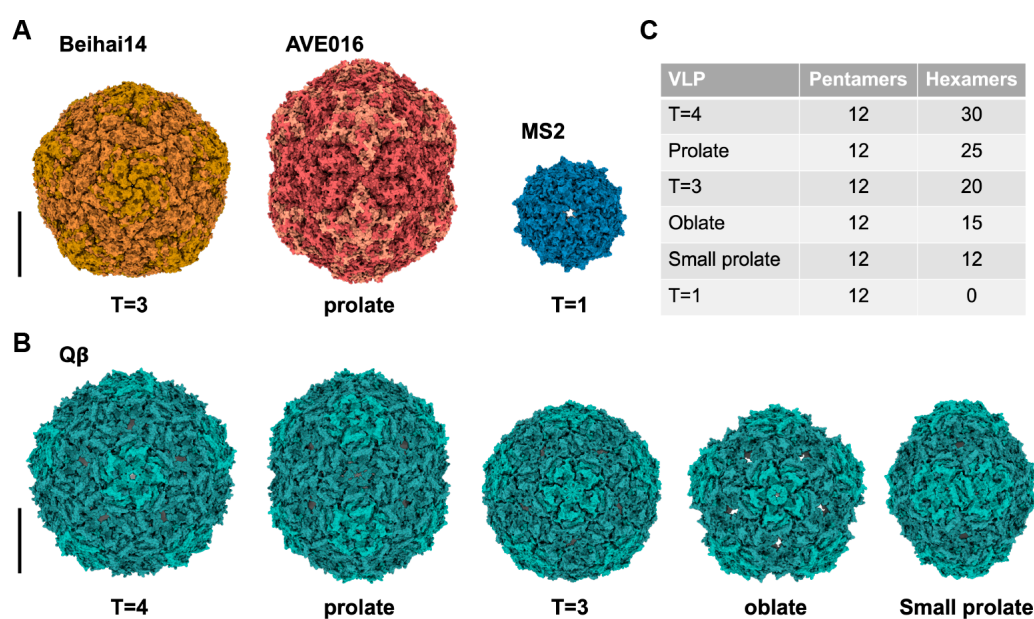 A
Beihai14
AVE016
MS2
T=3
prolate
T=1
C
VLP Pentamers Hexamers
T=4 12 30
Prolate 12 25
T=3 12 20
Oblate 12 15
Small prolate 12 12
T=1 12 0
B
Qβ
T=4
prolate
T=3
oblate
Small prolate